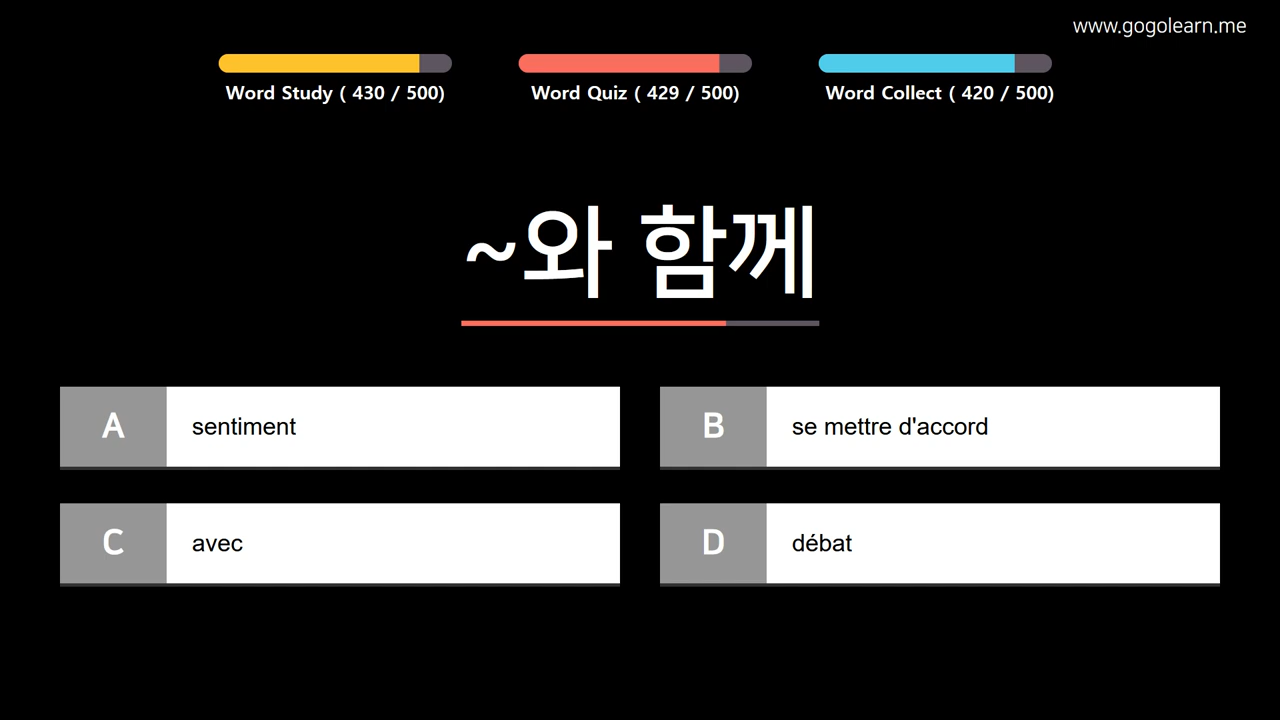 www.gogolearn.me
Word Study ( 430 / 500)
Word Quiz ( 429 / 500)
Word Collect ( 420 / 500)
~와 함께
A sentiment
B se mettre d'accord
C avec
D débat